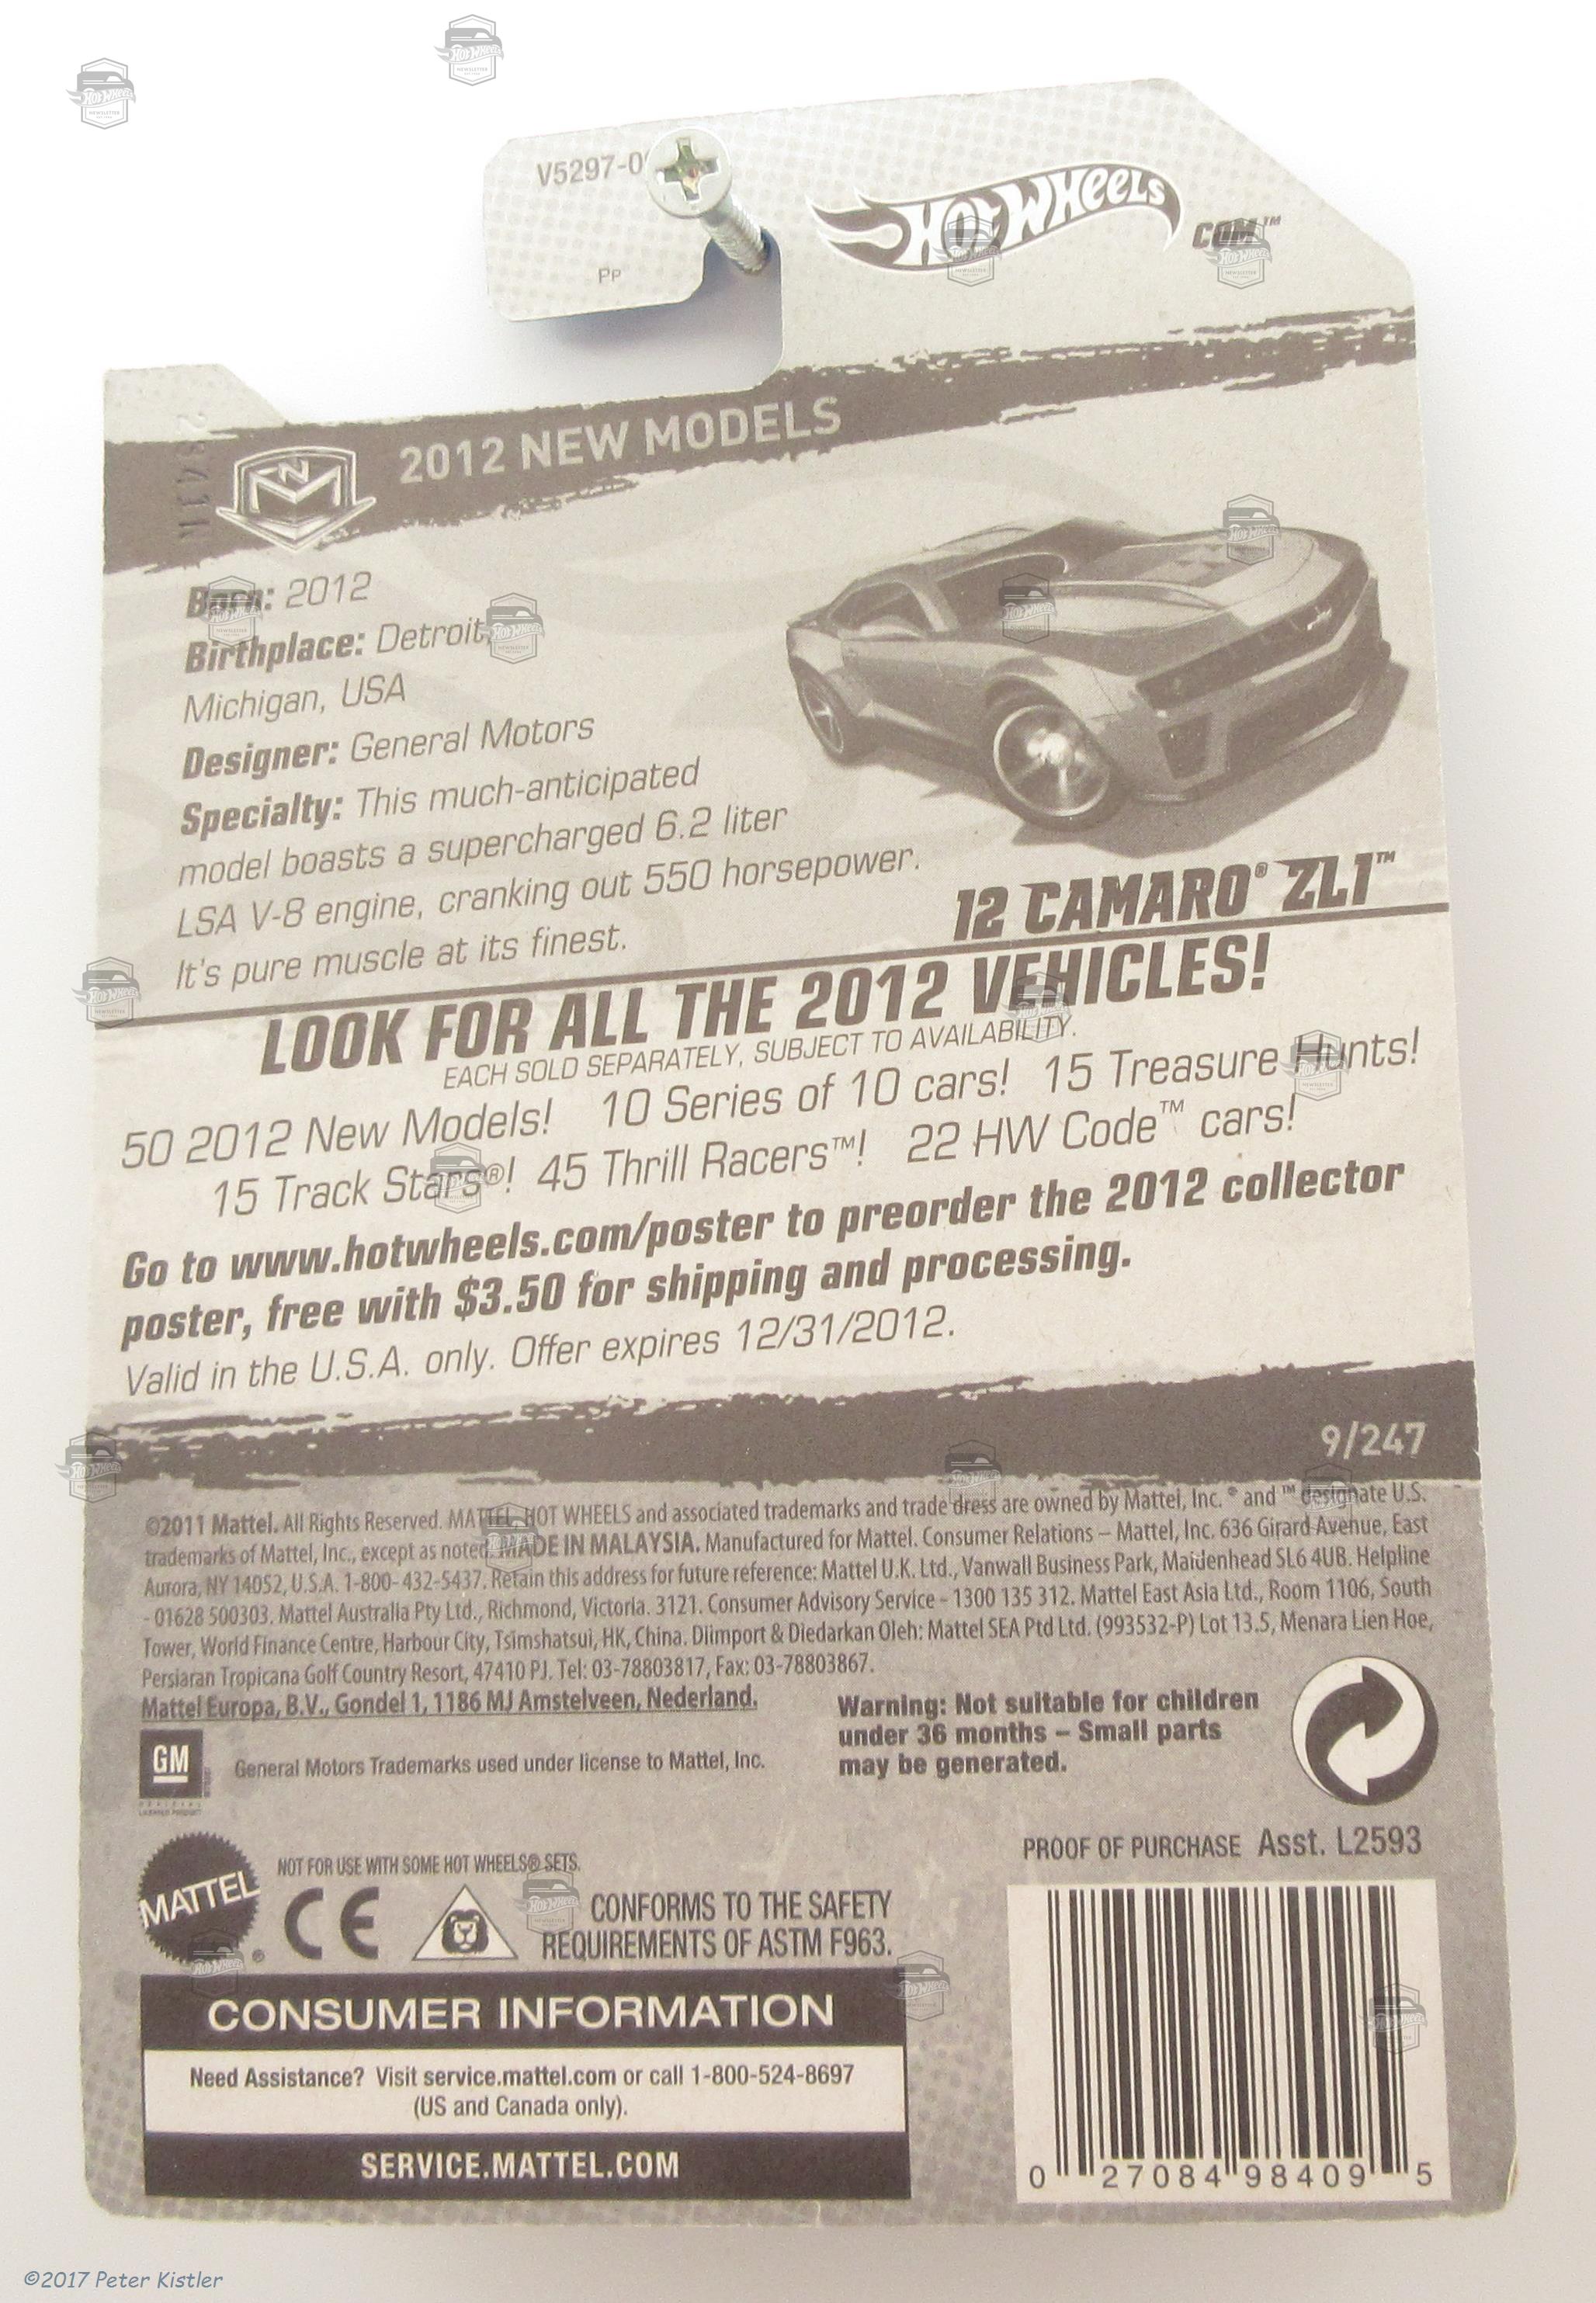 V5297-0
Pp
Hot Wheels
.COM™
2012 NEW MODELS
Born: 2012
Birthplace: Detroit,
Michigan, USA
Designer: General Motors
Specialty: This much-anticipated
model boasts a supercharged 6.2 liter
LSA V-8 engine, cranking out 550 horsepower.
It's pure muscle at its finest.
12 CAMARO® ZL1™
LOOK FOR ALL THE 2012 VEHICLES!
EACH SOLD SEPARATELY, SUBJECT TO AVAILABILITY.
50 2012 New Models! 10 Series of 10 cars! 15 Treasure Hunts!
15 Track Stars®! 45 Thrill Racers™! 22 HW Code™ cars!
Go to www.hotwheels.com/poster to preorder the 2012 collector
poster, free with $3.50 for shipping and processing.
Valid in the U.S.A. only. Offer expires 12/31/2012.
9/247
©2011 Mattel. All Rights Reserved. MATTEL, HOT WHEELS and associated trademarks and trade dress are owned by Mattel, Inc. ® and ™ designate U.S.
trademarks of Mattel, Inc., except as noted. MADE IN MALAYSIA. Manufactured for Mattel. Consumer Relations – Mattel, Inc. 636 Girard Avenue, East
Aurora, NY 14052, U.S.A. 1-800-432-5437. Retain this address for future reference: Mattel U.K. Ltd., Vanwall Business Park, Maidenhead SL6 4UB. Helpline
- 01628 500303. Mattel Australia Pty Ltd., Richmond, Victoria. 3121. Consumer Advisory Service - 1300 135 312. Mattel East Asia Ltd., Room 1106, South
Tower, World Finance Centre, Harbour City, Tsimshatsui, HK, China. Diimport & Diedarkan Oleh: Mattel SEA Ptd Ltd. (993532-P) Lot 13.5, Menara Lien Hoe,
Persiaran Tropicana Golf Country Resort, 47410 PJ. Tel: 03-78803817, Fax: 03-78803867.
Mattel Europa, B.V., Gondel 1, 1186 MJ Amstelveen, Nederland.
Warning: Not suitable for children
under 36 months – Small parts
may be generated.
GM
OFFICIAL
LICENSED PRODUCT
General Motors Trademarks used under license to Mattel, Inc.
PROOF OF PURCHASE Asst. L2593
MATTEL®
NOT FOR USE WITH SOME HOT WHEELS® SETS.
CE
CONFORMS TO THE SAFETY
REQUIREMENTS OF ASTM F963.
CONSUMER INFORMATION
Need Assistance? Visit service.mattel.com or call 1-800-524-8697
(US and Canada only).
SERVICE.MATTEL.COM
0 27084 98409 5
©2017 Peter Kistler